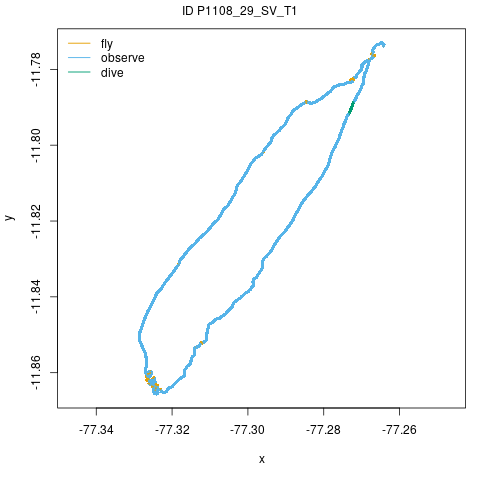 ID P1108_29_SV_T1
fly
observe
dive
y
-11.78
-11.80
-11.82
-11.84
-11.86
-77.34
-77.32
-77.30
-77.28
-77.26
x